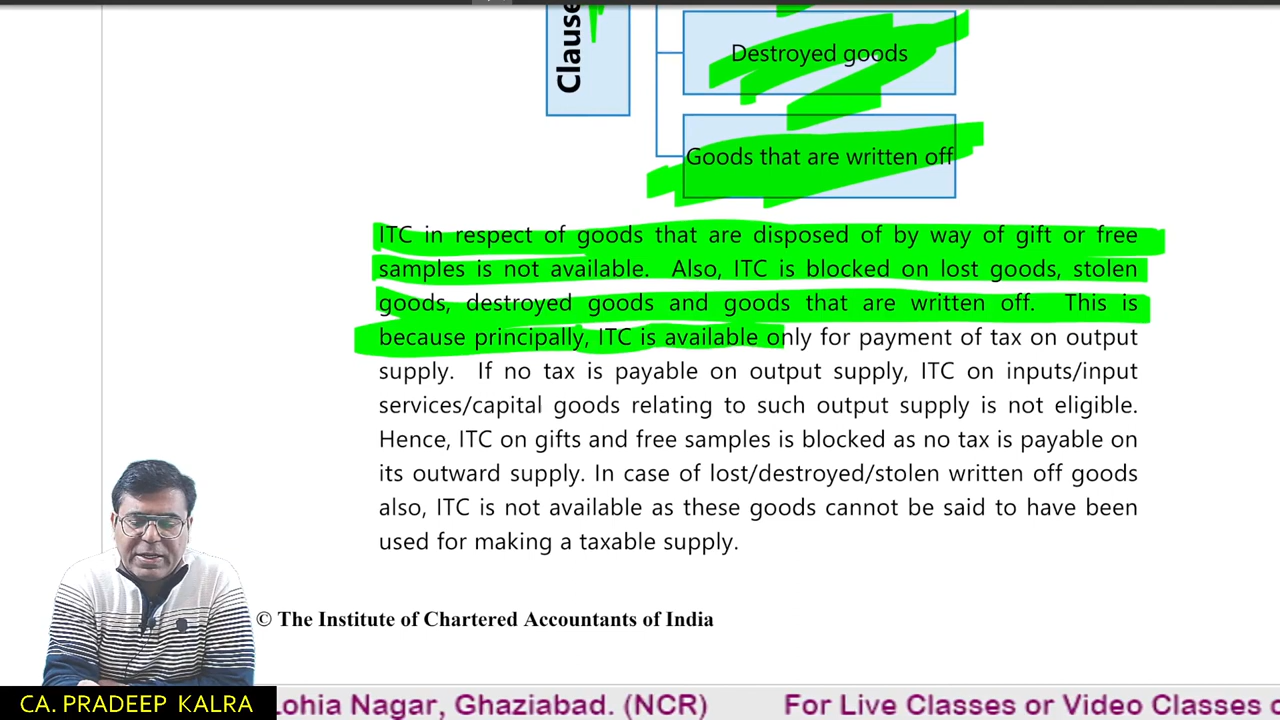 Clause
Destroyed goods
Goods that are written off
ITC in respect of goods that are disposed of by way of gift or free
samples is not available. Also, ITC is blocked on lost goods, stolen
goods, destroyed goods and goods that are written off. This is
because principally, ITC is available only for payment of tax on output
supply. If no tax is payable on output supply, ITC on inputs/input
services/capital goods relating to such output supply is not eligible.
Hence, ITC on gifts and free samples is blocked as no tax is payable on
its outward supply. In case of lost/destroyed/stolen written off goods
also, ITC is not available as these goods cannot be said to have been
used for making a taxable supply.
© The Institute of Chartered Accountants of India
CA. PRADEEP KALRA
Lohia Nagar, Ghaziabad. (NCR) For Live Classes or Video Classes